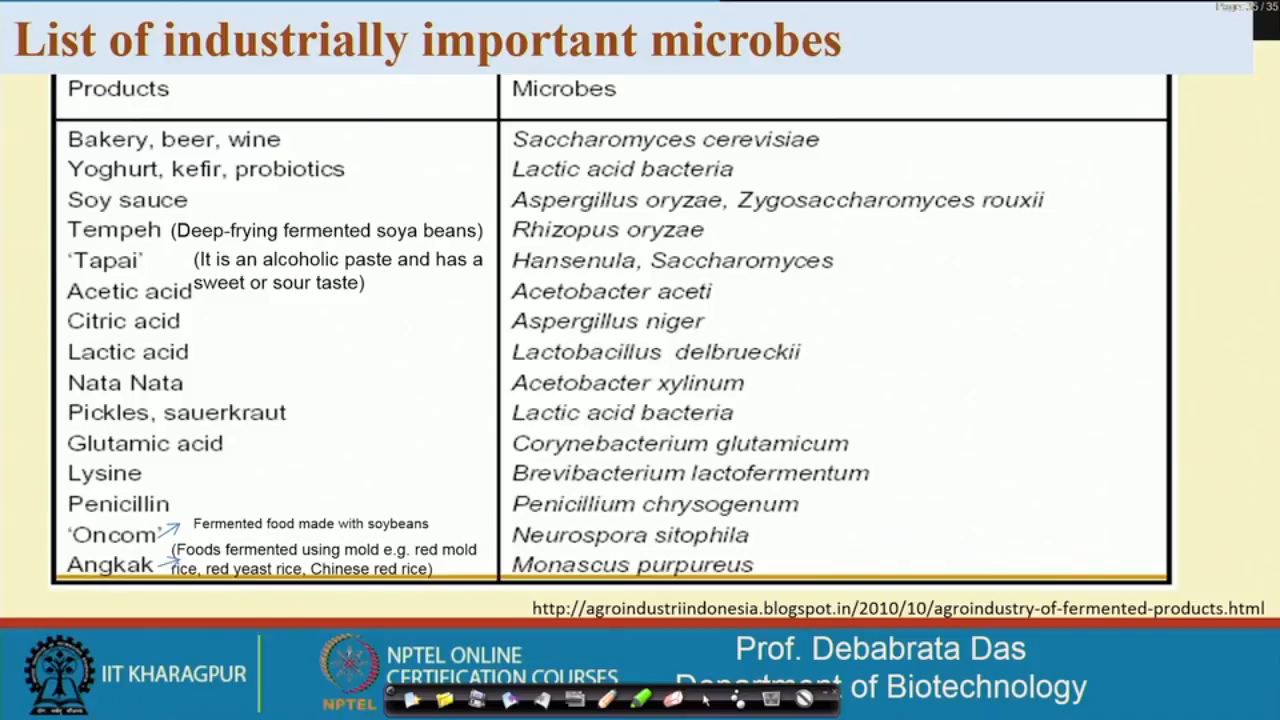 Page: 35 / 35
List of industrially important microbes
Products Microbes
Bakery, beer, wine Saccharomyces cerevisiae
Yoghurt, kefir, probiotics Lactic acid bacteria
Soy sauce Aspergillus oryzae, Zygosaccharomyces rouxii
Tempeh (Deep-frying fermented soya beans) Rhizopus oryzae
‘Tapai’ (It is an alcoholic paste and has a Hansenula, Saccharomyces
sweet or sour taste)
Acetic acid Acetobacter aceti
Citric acid Aspergillus niger
Lactic acid Lactobacillus delbrueckii
Nata Nata Acetobacter xylinum
Pickles, sauerkraut Lactic acid bacteria
Glutamic acid Corynebacterium glutamicum
Lysine Brevibacterium lactofermentum
Penicillin Penicillium chrysogenum
‘Oncom’ Fermented food made with soybeans Neurospora sitophila
Angkak (Foods fermented using mold e.g. red mold Monascus purpureus
rice, red yeast rice, Chinese red rice)
http://agroindustriindonesia.blogspot.in/2010/10/agroindustry-of-fermented-products.html
IIT KHARAGPUR
NPTEL
NPTEL ONLINE
CERTIFICATION COURSES
Prof. Debabrata Das
Department of Biotechnology